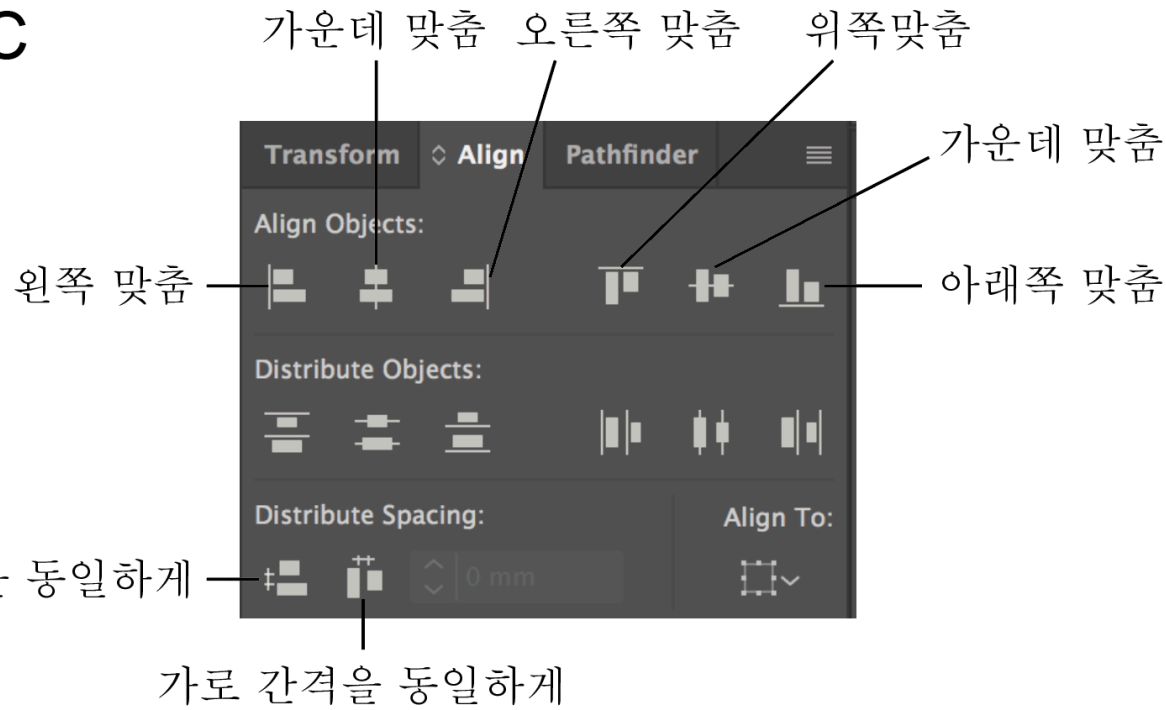 C
가운데 맞춤 오른쪽 맞춤 위쪽맞춤
가운데 맞춤
Transform Align Pathfinder
Align Objects:
왼쪽 맞춤
아래쪽 맞춤
Distribute Objects:
Distribute Spacing: Align To:
동일하게
0 mm
가로 간격을 동일하게